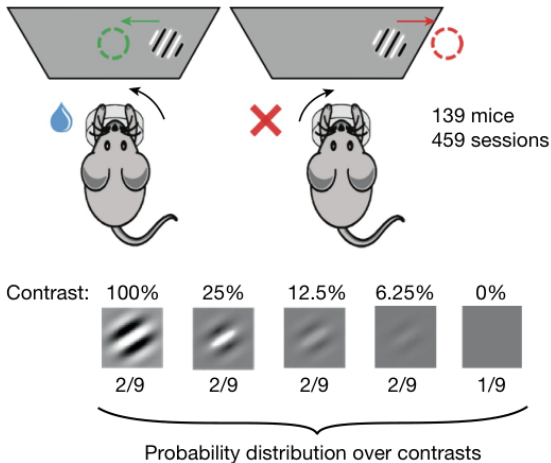 139 mice
459 sessions
Contrast: 100% 25% 12.5% 6.25% 0%
2/9 2/9 2/9 2/9 1/9
Probability distribution over contrasts